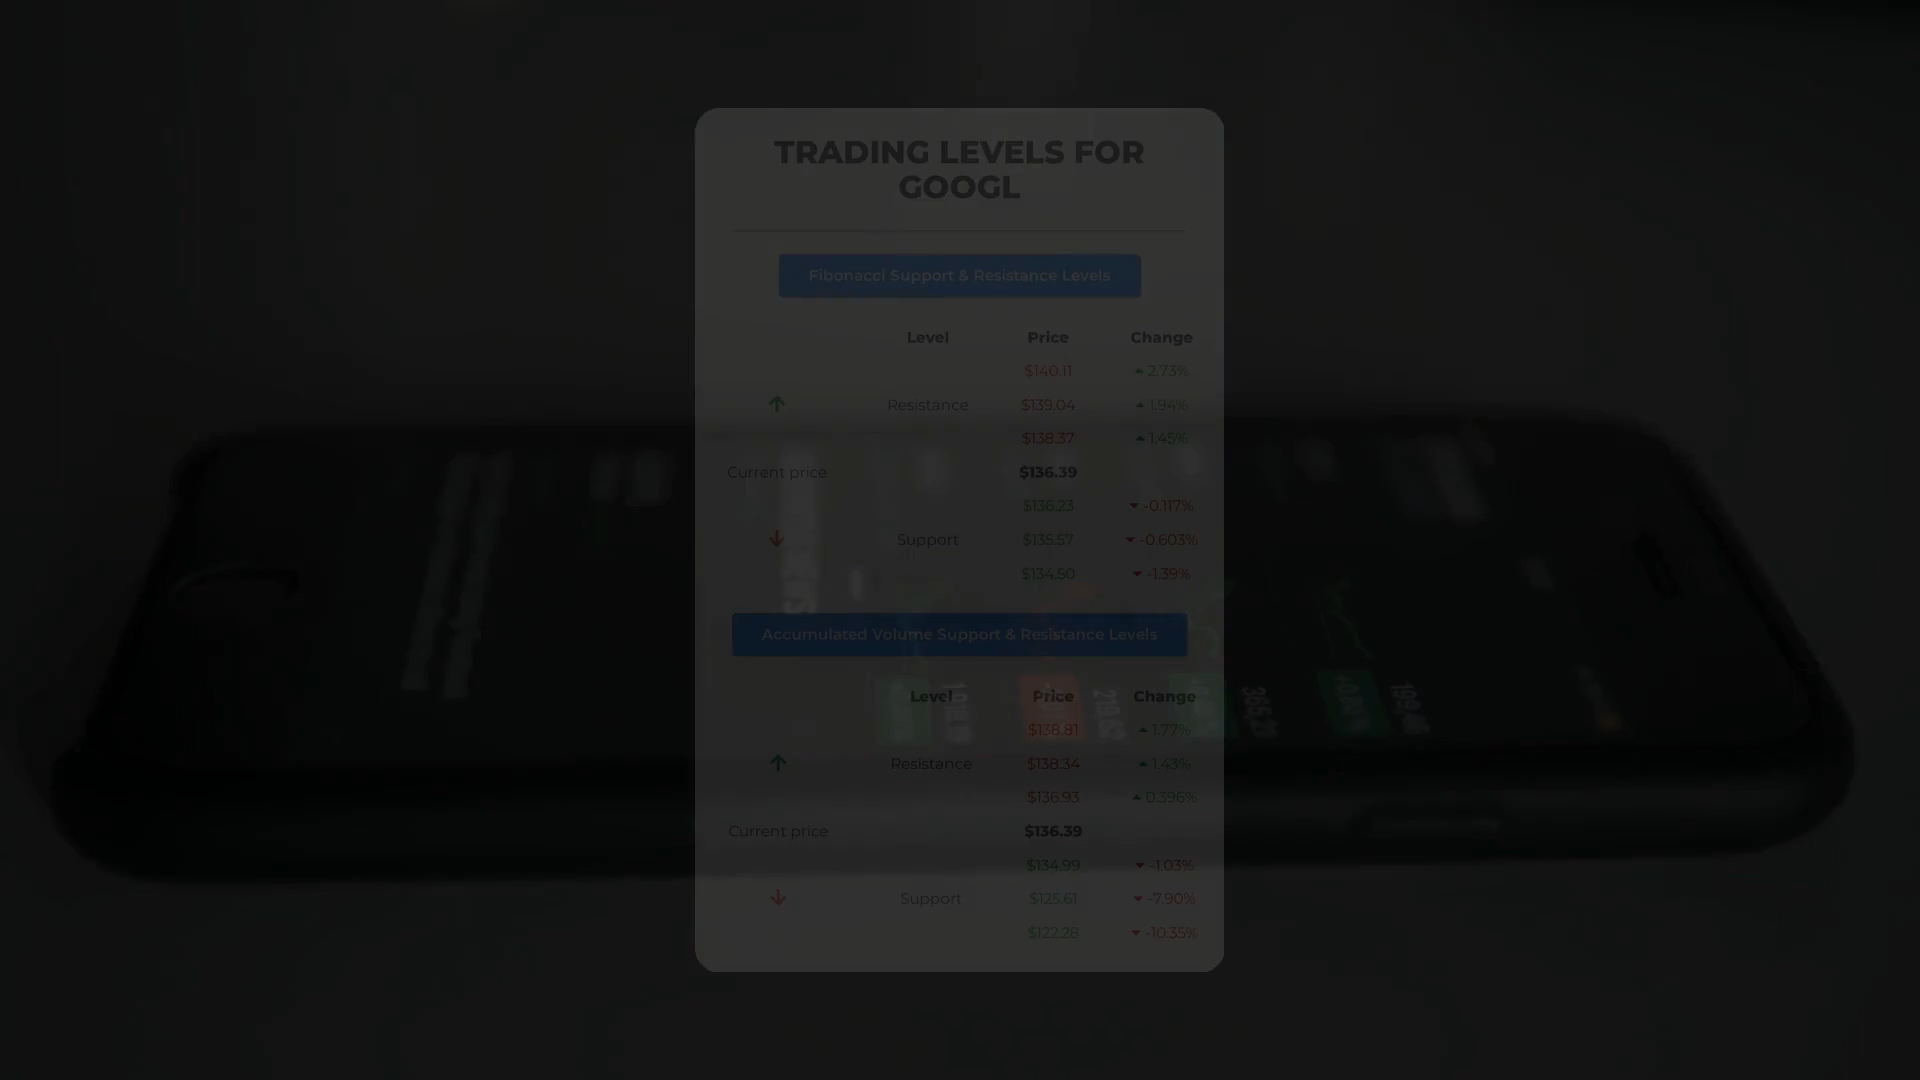 TRADING LEVELS FOR
GOOGL
Fibonacci Support & Resistance Levels
Level Price Change
$140.11 2.73%
Resistance $139.04 1.94%
$138.37 1.45%
Current price $136.39
$136.23 -0.117%
Support $135.57 -0.603%
$134.50 -1.39%
Accumulated Volume Support & Resistance Levels
Level Price Change
$138.81 1.77%
Resistance $138.34 1.43%
$136.93 0.396%
Current price $136.39
$134.99 -1.03%
Support $125.61 -7.90%
$122.28 -10.35%